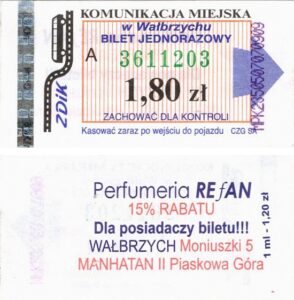 KOMUNIKACJA MIEJSKA
w Wałbrzychu
BILET JEDNORAZOWY
A
3611203
1,80 zł
ZACHOWAĆ DLA KONTROLI
Kasować zaraz po wejściu do pojazdu CZG SA
ZDiK
Perfumeria REfAN
15% RABATU
Dla posiadaczy biletu!!!
WAŁBRZYCH Moniuszki 5
MANHATAN II Piaskowa Góra
1 ml - 1,20 zł